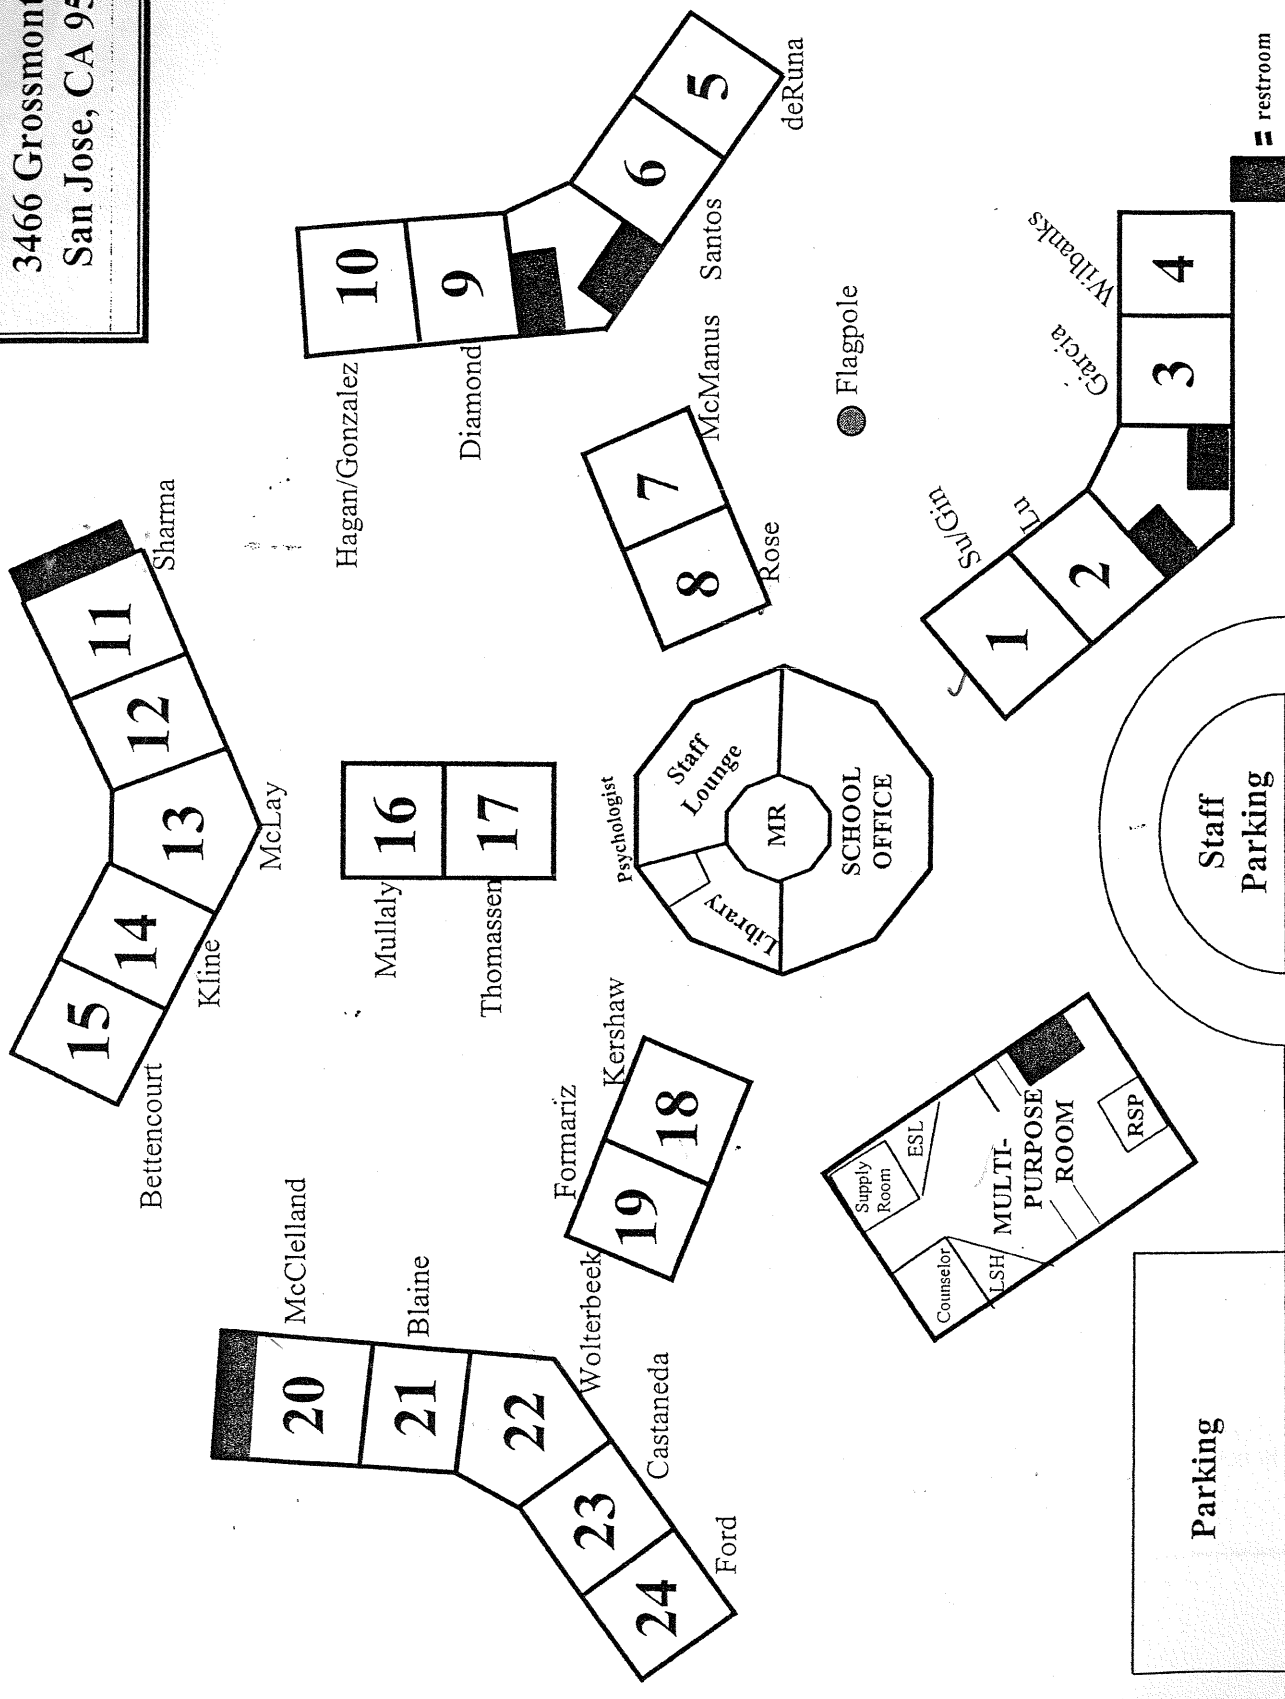 3466 Grossmont
San Jose, CA 95
15
14
13
12
11
Bettencourt
Kline
McLay
Sharma
20
21
22
23
24
McClelland
Blaine
Wolterbeek
Castaneda
Ford
16
17
Mullaly
Thomassen
10
9
6
5
Hagan/Gonzalez
Diamond
Santos
deRuna
19
18
Formariz
Kershaw
8
7
McManus
Rose
Psychologist
Staff
Lounge
Library
MR
SCHOOL
OFFICE
Flagpole
Supply
Room
ESL
Counselor
LSH
MULTI-
PURPOSE
ROOM
RSP
1
2
3
4
Su/Gin
Lu
Garcia
Wilbanks
Parking
Staff
Parking
= restroom